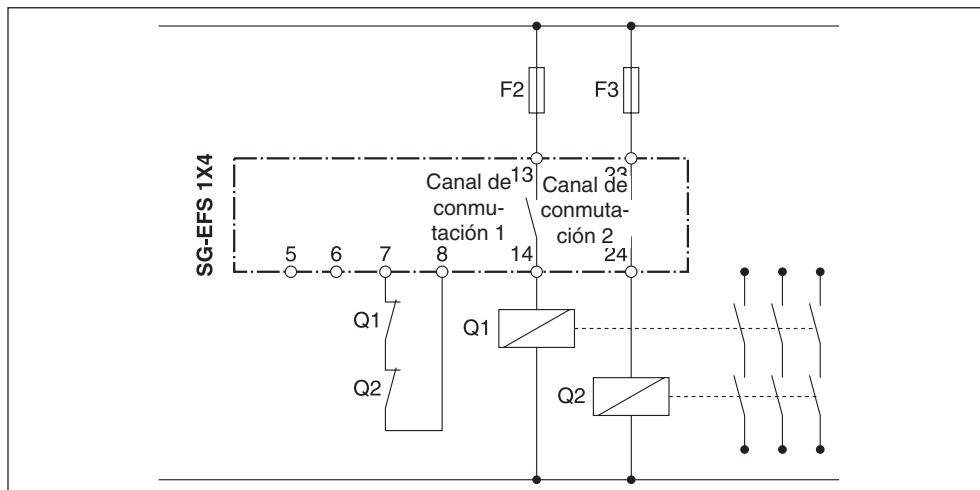 F2
F3
SG-EFS 1X4
13
23
Canal de
conmu-
tación 1
Canal de
conmuta-
ción 2
5
6
7
8
14
24
Q1
Q1
Q2
Q2